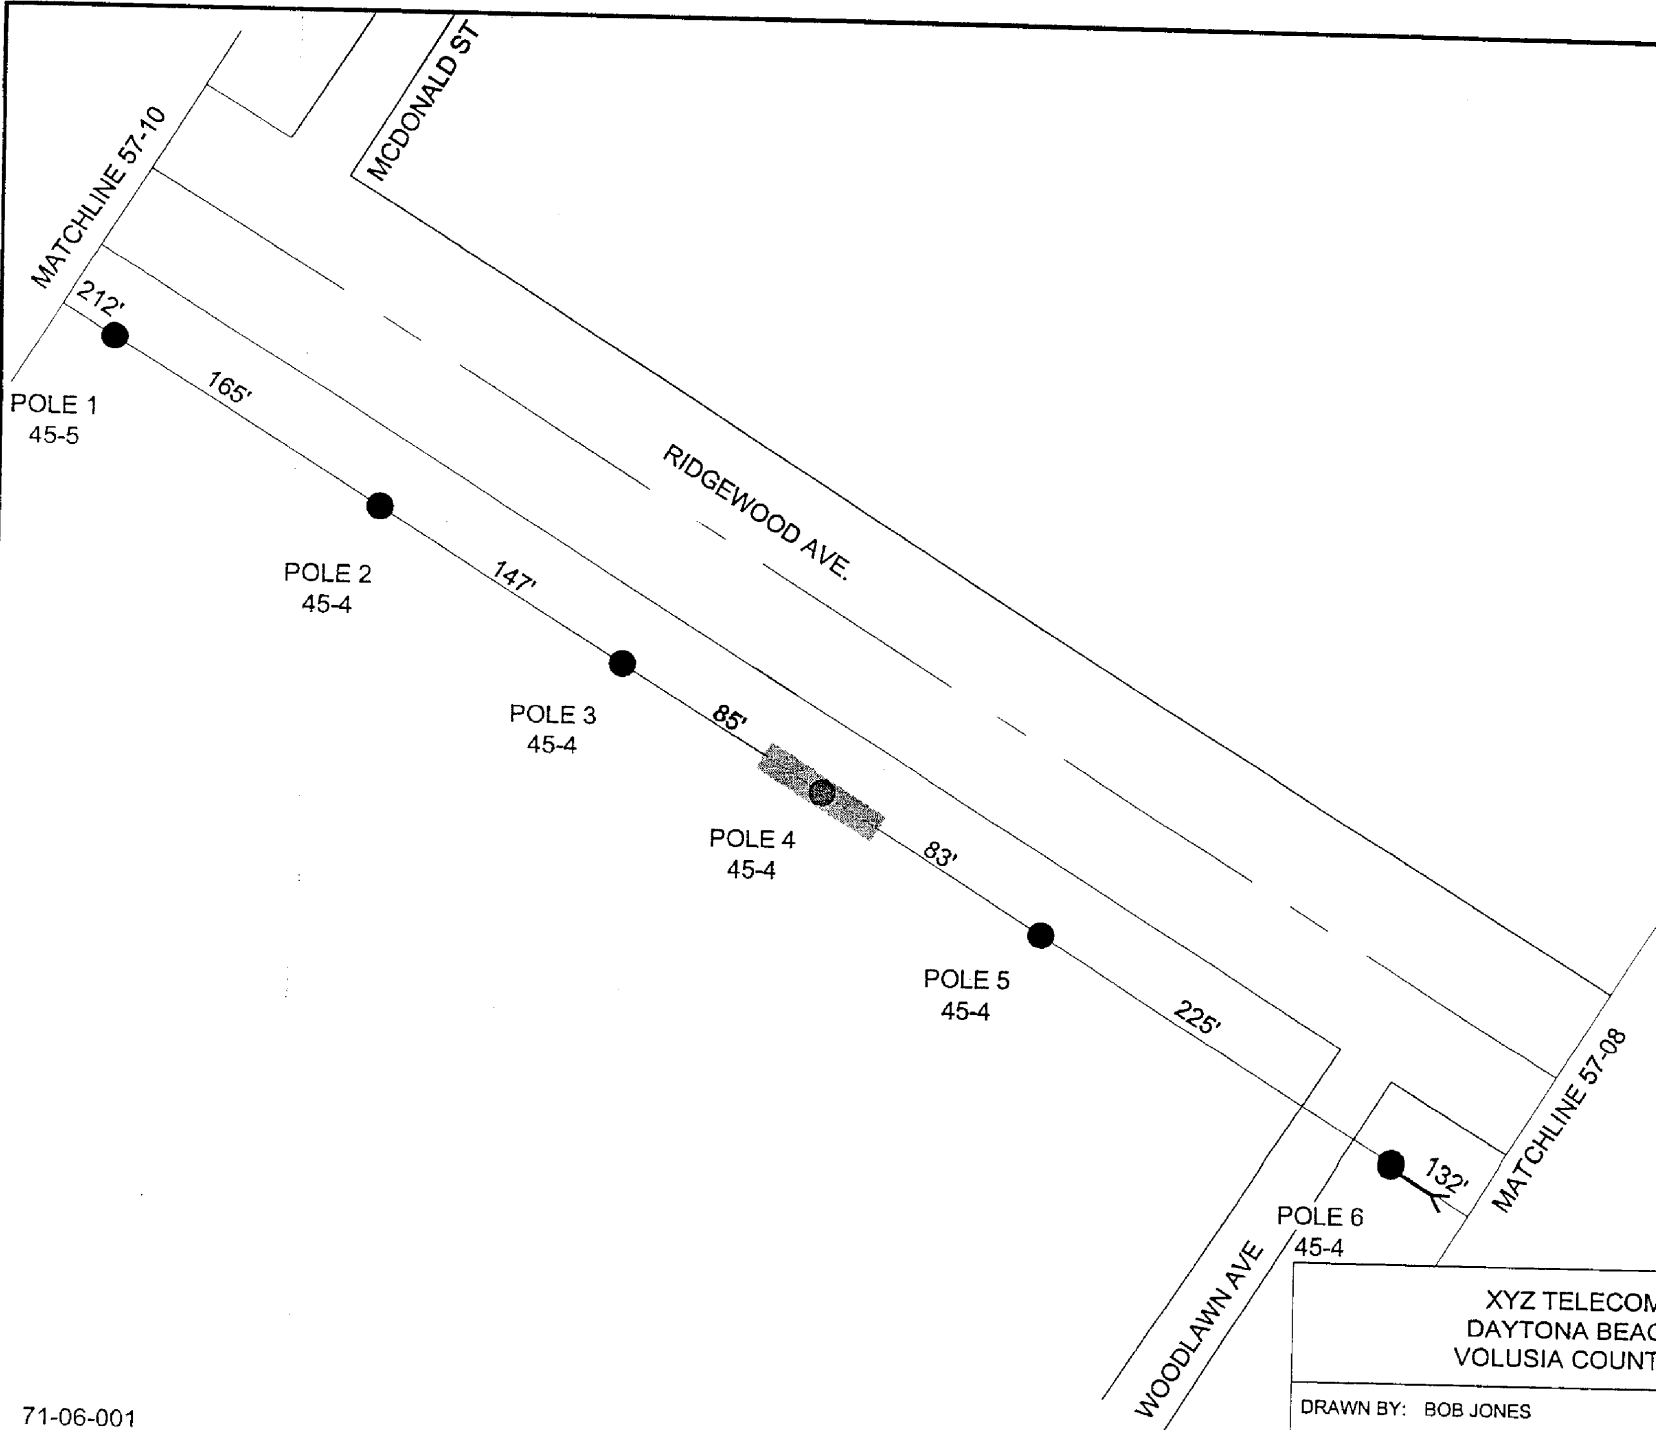 MCDONALD ST
MATCHLINE 57-10
212'
165'
POLE 1
45-5
RIDGEWOOD AVE.
147'
POLE 2
45-4
85'
POLE 3
45-4
83'
POLE 4
45-4
225'
POLE 5
45-4
132'
MATCHLINE 57-08
POLE 6
45-4
WOODLAWN AVE
XYZ TELECOM
DAYTONA BEAC
VOLUSIA COUNT
DRAWN BY: BOB JONES
71-06-001